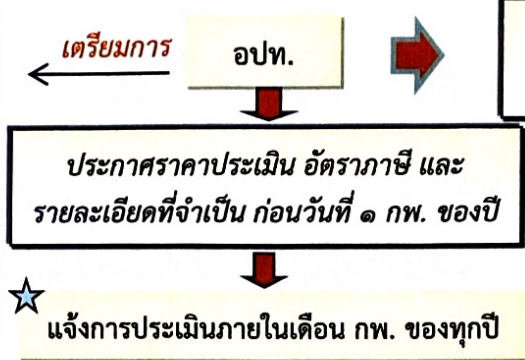 เตรียมการ
อปท.
ประกาศราคาประเมิน อัตราภาษี และ
รายละเอียดที่จำเป็น ก่อนวันที่ ๑ กพ. ของปี
แจ้งการประเมินภายในเดือน กพ. ของทุกปี